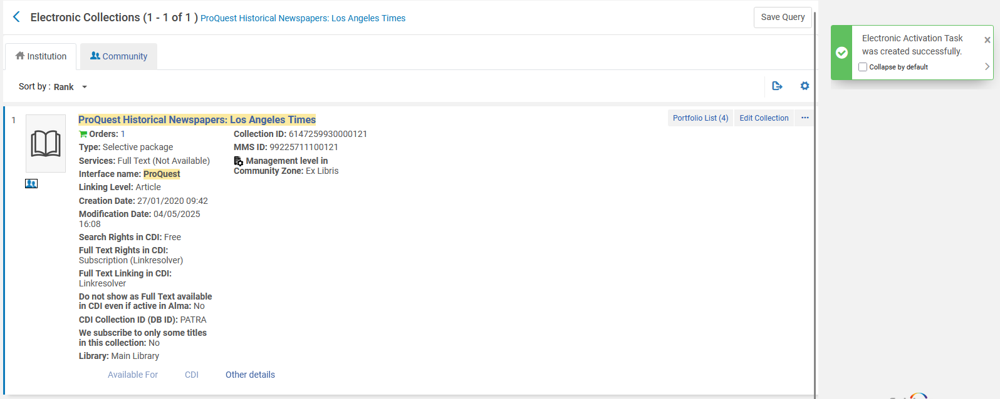 Electronic Collections (1 - 1 of 1 ) ProQuest Historical Newspapers: Los Angeles Times
Save Query
Electronic Activation Task
was created successfully.
Collapse by default
Institution
Community
Sort by : Rank
1
ProQuest Historical Newspapers: Los Angeles Times
Portfolio List (4)
Edit Collection
Orders: 1
Type: Selective package
Services: Full Text (Not Available)
Interface name: ProQuest
Linking Level: Article
Creation Date: 27/01/2020 09:42
Modification Date: 04/05/2025
16:08
Search Rights in CDI: Free
Full Text Rights in CDI:
Subscription (Linkresolver)
Full Text Linking in CDI:
Linkresolver
Do not show as Full Text available
in CDI even if active in Alma: No
CDI Collection ID (DB ID): PATRA
We subscribe to only some titles
in this collection: No
Library: Main Library
Collection ID: 6147259930000121
MMS ID: 99225711100121
Management level in
Community Zone: Ex Libris
Available For
CDI
Other details